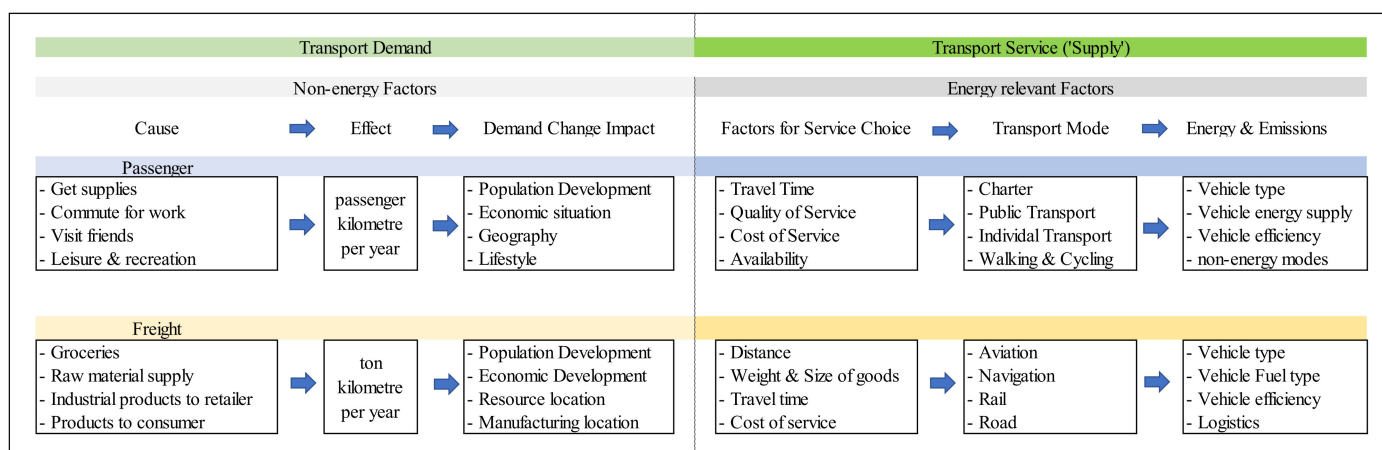 Transport Demand
Transport Service ('Supply')
Non-energy Factors
Energy relevant Factors
Cause
Effect
Demand Change Impact
Factors for Service Choice
Transport Mode
Energy & Emissions
Passenger
- Get supplies
- Commute for work
- Visit friends
- Leisure & recreation
passenger
kilometre
per year
- Population Development
- Economic situation
- Geography
- Lifestyle
- Travel Time
- Quality of Service
- Cost of Service
- Availability
- Charter
- Public Transport
- Individal Transport
- Walking & Cycling
- Vehicle type
- Vehicle energy supply
- Vehicle efficiency
- non-energy modes
Freight
- Groceries
- Raw material supply
- Industrial products to retailer
- Products to consumer
ton
kilometre
per year
- Population Development
- Economic Development
- Resource location
- Manufacturing location
- Distance
- Weight & Size of goods
- Travel time
- Cost of service
- Aviation
- Navigation
- Rail
- Road
- Vehicle type
- Vehicle Fuel type
- Vehicle efficiency
- Logistics